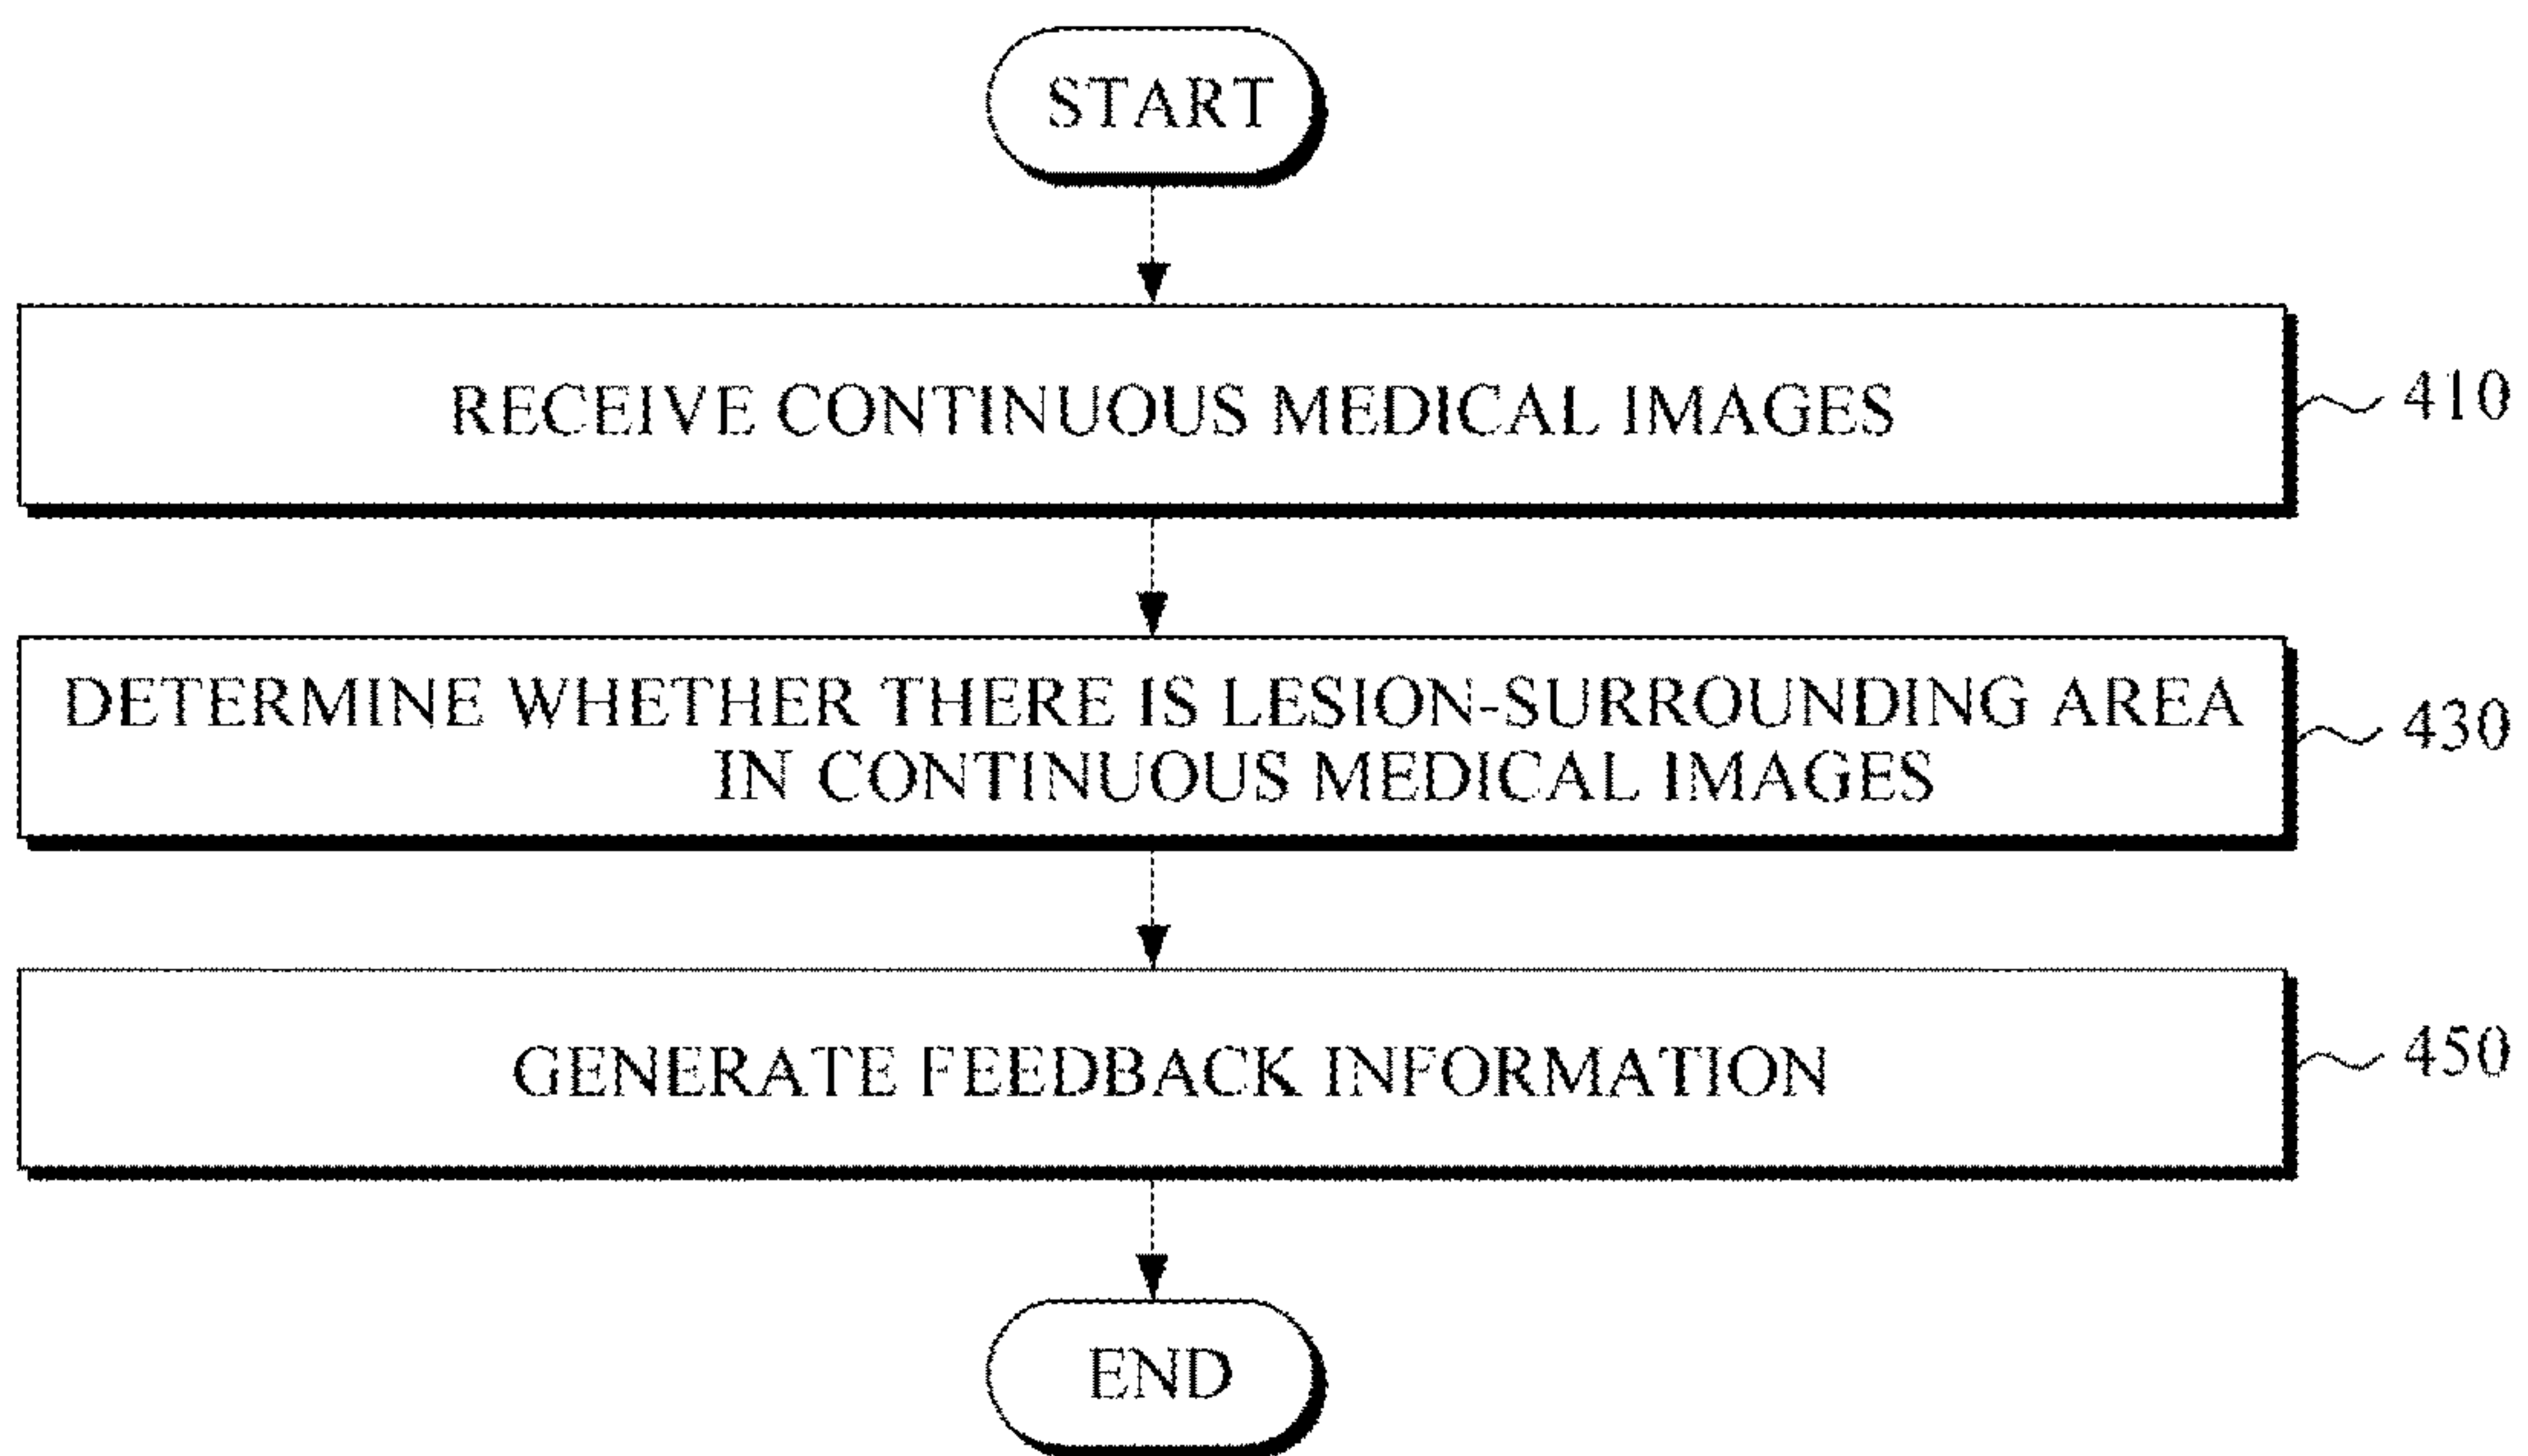 START
RECEIVE CONTINUOUS MEDICAL IMAGES
410
DETERMINE WHETHER THERE IS LESION-SURROUNDING AREA
IN CONTINUOUS MEDICAL IMAGES
430
GENERATE FEEDBACK INFORMATION
450
END